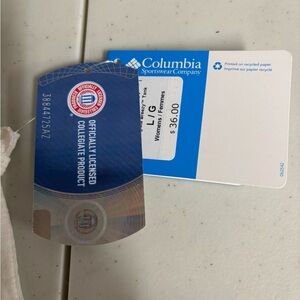 Columbia
Sportswear Company
Printed on recycled paper
Imprimé sur papier recyclé
Tank
L / G
Womens / Femmes
$ 36.00
OFFICIALLY LICENSED
COLLEGIATE PRODUCT